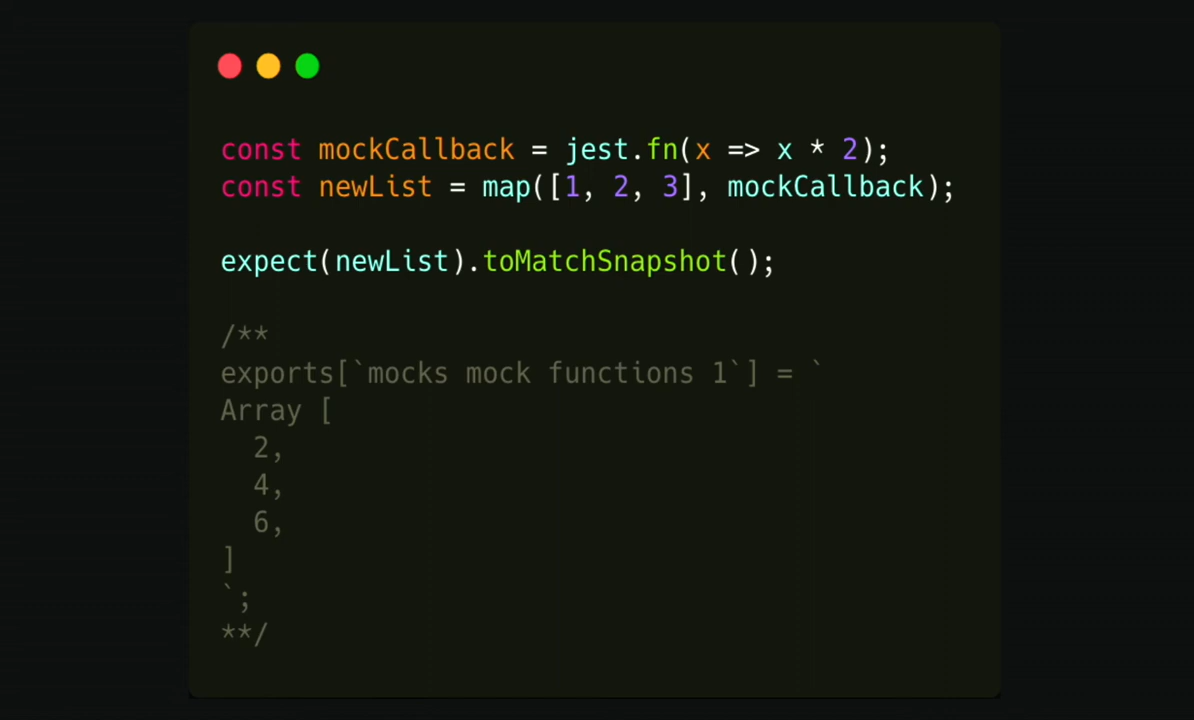 const mockCallback = jest.fn(x => x * 2);
const newList = map([1, 2, 3], mockCallback);
expect(newList).toMatchSnapshot();
/**
exports[`mocks mock functions 1`] = `
Array [
  2,
  4,
  6,
]
`;
**/